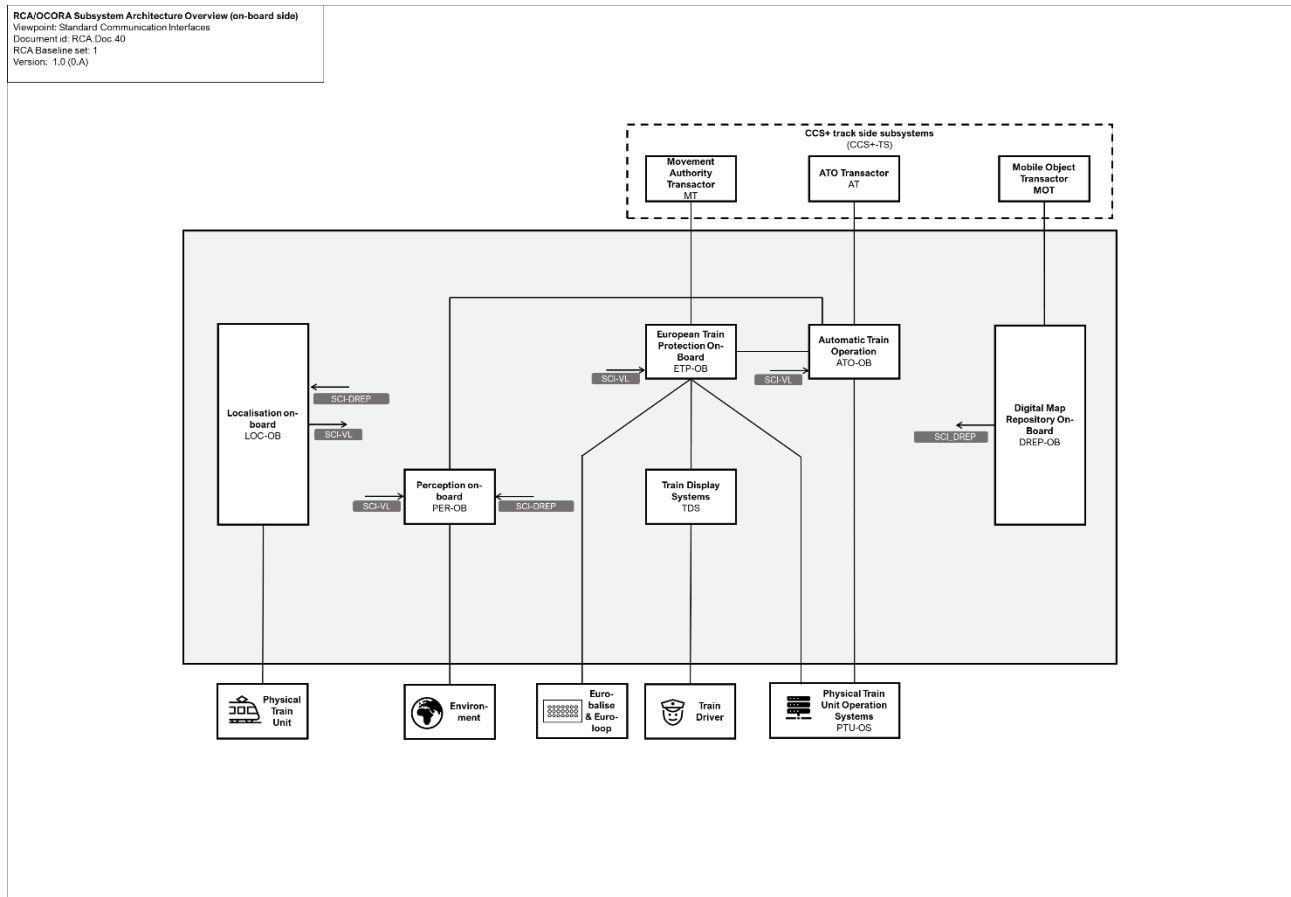 RCA/OCORA Subsystem Architecture Overview (on-board side)
Viewpoint: Standard Communication Interfaces
Document id: RCA.Doc.40
RCA Baseline set: 1
Version: 1.0 (0.A)
CCS+ track side subsystems
(CCS+-TS)
Movement
Authority
Transactor
MT
ATO Transactor
AT
Mobile Object
Transactor
MOT
European Train
Protection On-
Board
ETP-OB
Automatic Train
Operation
ATO-OB
SCI-VL
SCI-VL
Localisation on-
board
LOC-OB
SCI-DREP
SCI-VL
Digital Map
Repository On-
Board
DREP-OB
SCI_DREP
Perception on-
board
PER-OB
SCI-VL
SCI-DREP
Train Display
Systems
TDS
Physical
Train
Unit
Environ-
ment
Euro-
balise
& Euro-
loop
Train
Driver
Physical Train
Unit Operation
Systems
PTU-OS